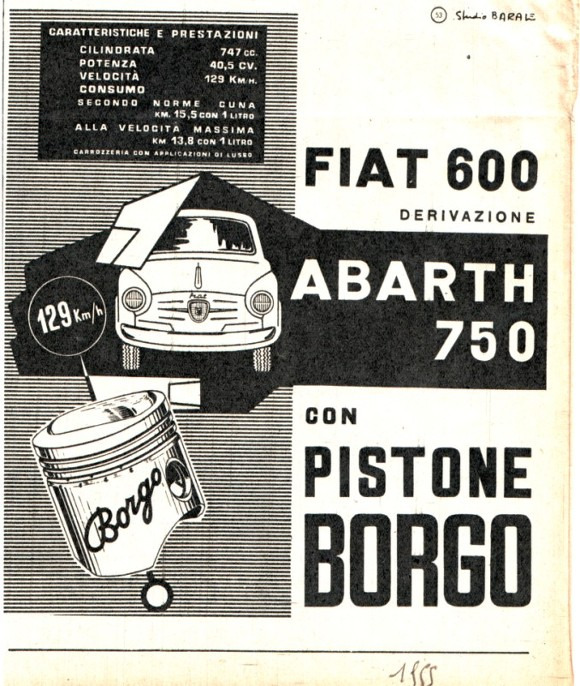 53 Studio BARALE
CARATTERISTICHE E PRESTAZIONI
CILINDRATA 747 CC.
POTENZA 40,5 CV.
VELOCITÀ 129 KM/H.
CONSUMO
SECONDO NORME CUNA
KM. 15,5 CON 1 LITRO
ALLA VELOCITÀ MASSIMA
KM 13,8 CON 1 LITRO
CARROZZERIA CON APPLICAZIONI DI LUSSO
FIAT 600
DERIVAZIONE
ABARTH
750
129 Km/h
Fiat
CON
PISTONE
BORGO
Borgo
1955